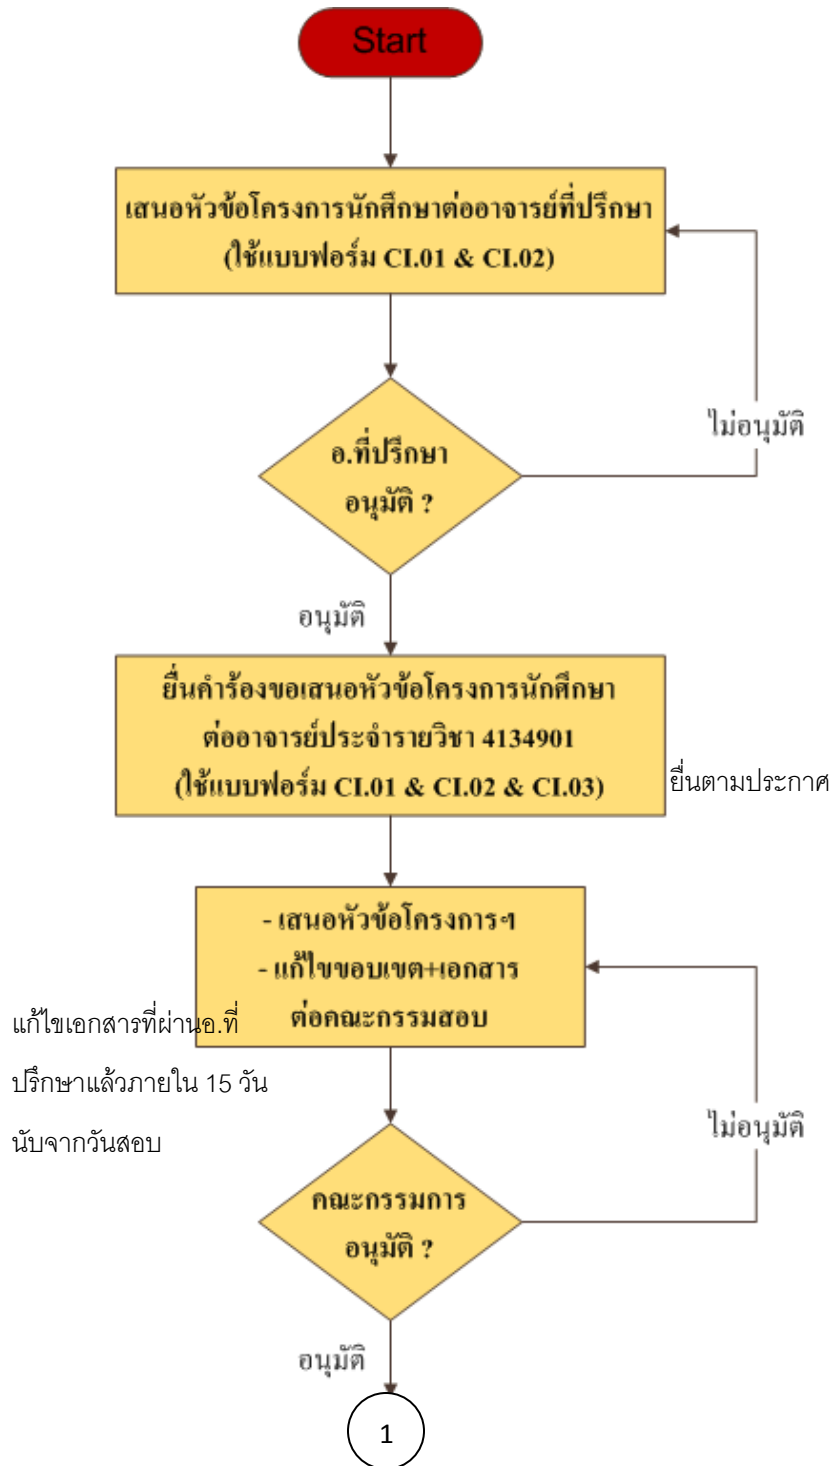 Start
เสนอหัวข้อโครงการนักศึกษาต่ออาจารย์ที่ปรึกษา
(ใช้แบบฟอร์ม CI.01 & CI.02)
ไม่อนุมัติ
อ.ที่ปรึกษา
อนุมัติ ?
อนุมัติ
ยื่นคำร้องขอเสนอหัวข้อโครงการนักศึกษา
ต่ออาจารย์ประจำรายวิชา 4134901
(ใช้แบบฟอร์ม CI.01 & CI.02 & CI.03)
ยื่นตามประกาศ
- เสนอหัวข้อโครงการฯ
- แก้ไขขอบเขต+เอกสาร
ต่อคณะกรรมสอบ
แก้ไขเอกสารที่ผ่านอ.ที่
ปรึกษาแล้วภายใน 15 วัน
นับจากวันสอบ
ไม่อนุมัติ
คณะกรรมการ
อนุมัติ ?
อนุมัติ
1